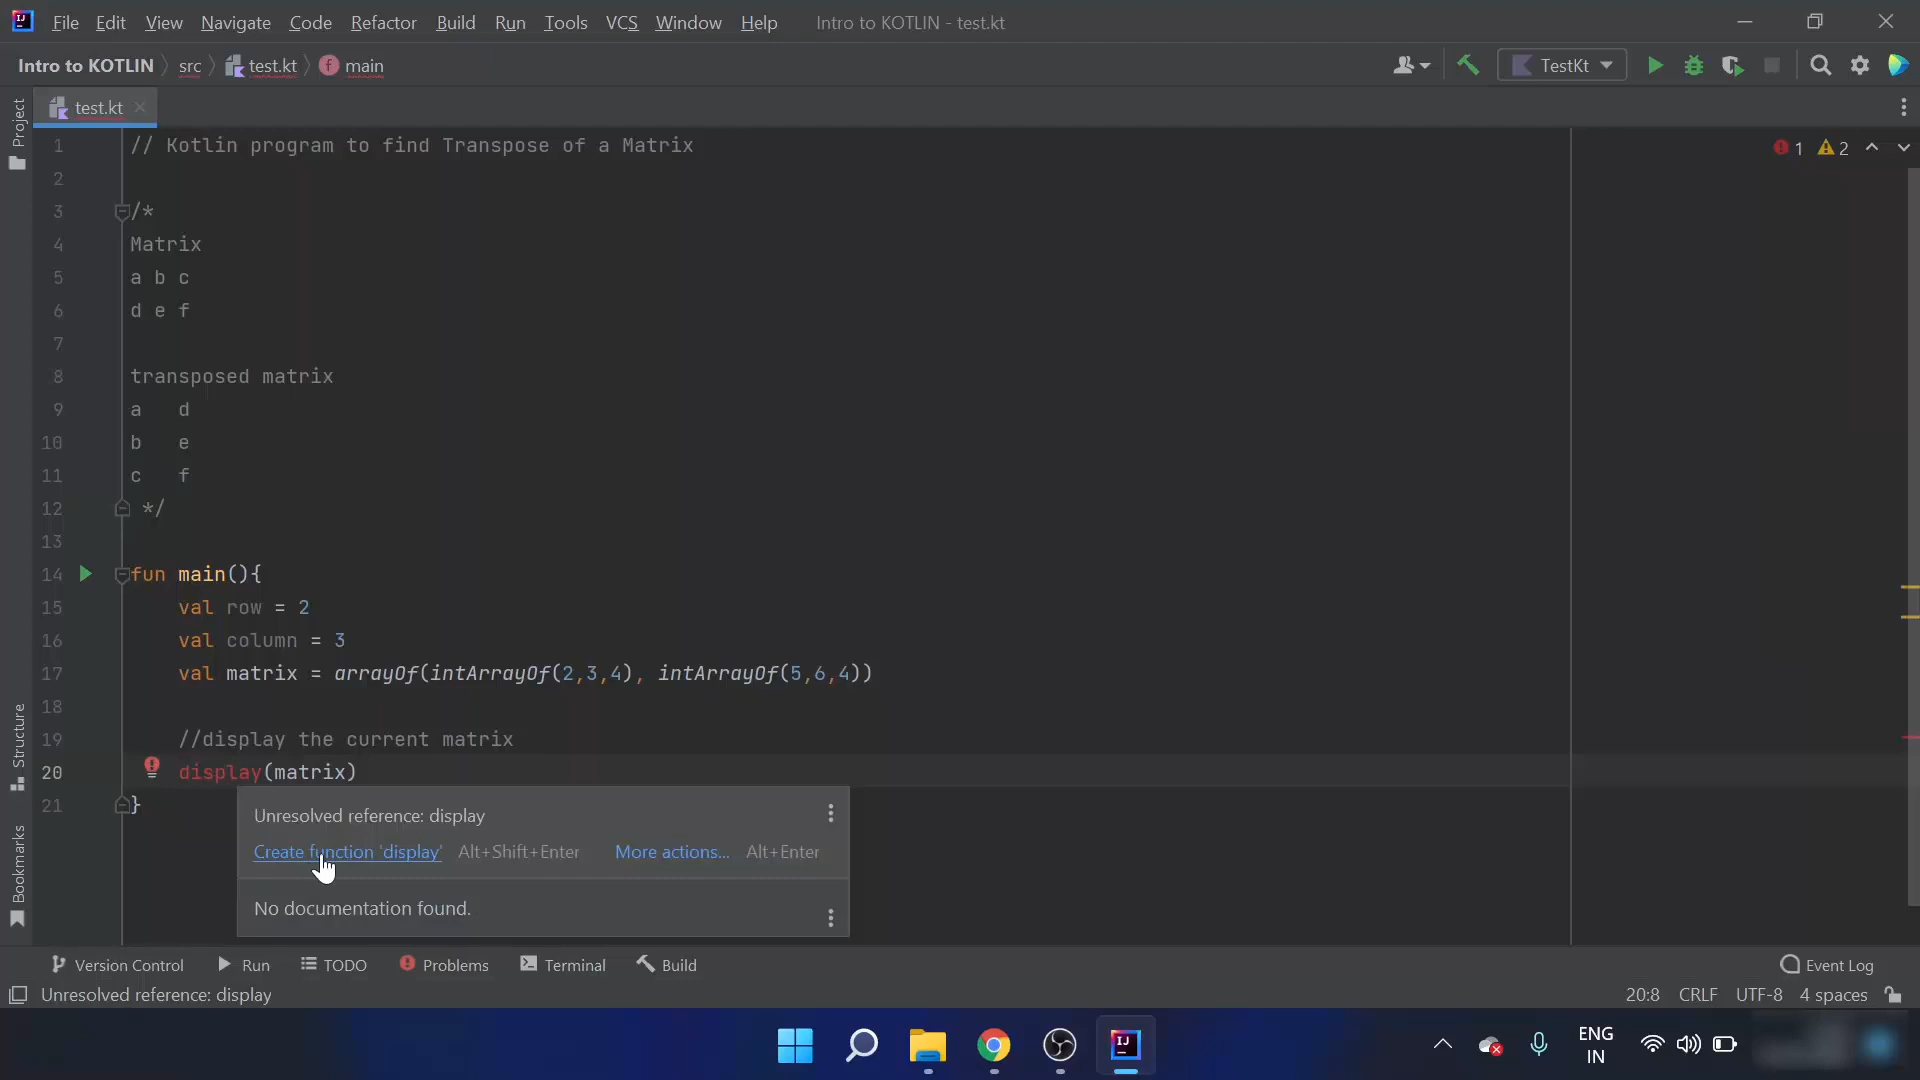 File Edit View Navigate Code Refactor Build Run Tools VCS Window Help Intro to KOTLIN - test.kt
Intro to KOTLIN src test.kt main TestKt
test.kt
Project
1 // Kotlin program to find Transpose of a Matrix
1 2
2
3 /*
4 Matrix
5 a b c
6 d e f
7
8 transposed matrix
9 a d
10 b e
11 c f
12 */
13
14 fun main(){
15 val row = 2
16 val column = 3
17 val matrix = arrayOf(intArrayOf(2,3,4), intArrayOf(5,6,4))
18
19 //display the current matrix
20 display(matrix)
21 }
Structure
Bookmarks
Unresolved reference: display
Create function 'display' Alt+Shift+Enter More actions... Alt+Enter
No documentation found.
Version Control Run TODO Problems Terminal Build Event Log
Unresolved reference: display 20:8 CRLF UTF-8 4 spaces
ENG
IN